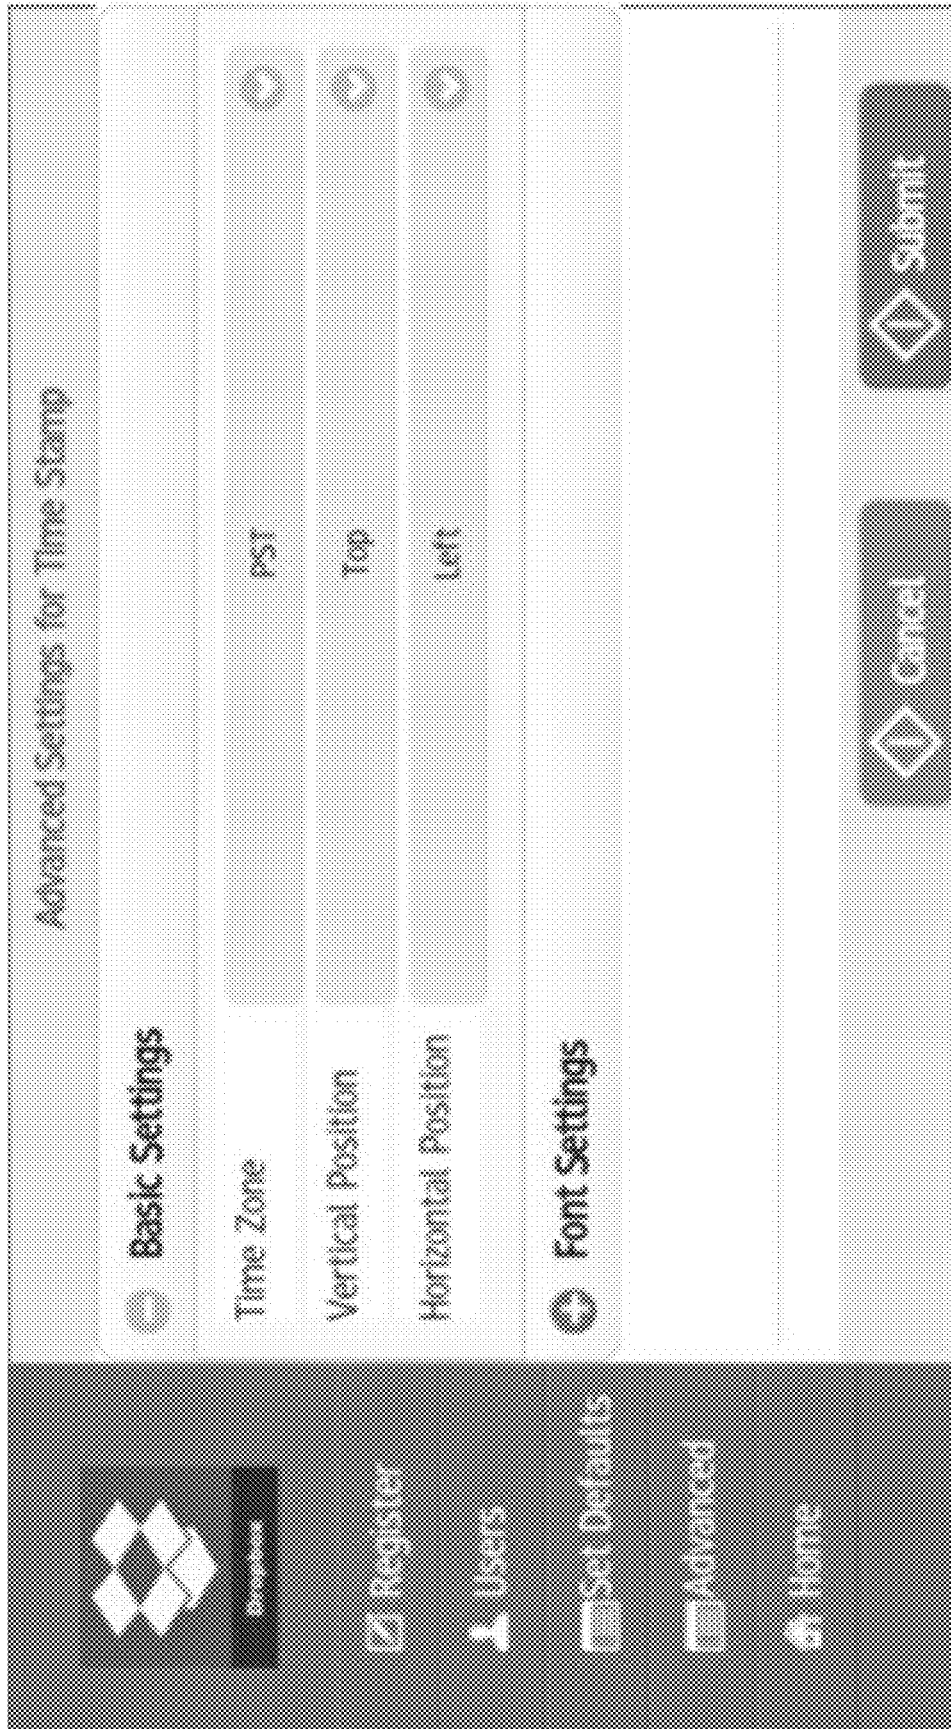 Advanced Settings for Time Stamp
Dropbox
Register
Users
Set Defaults
Advanced
Home
Basic Settings
Time Zone PST
Vertical Position Top
Horizontal Position Left
Font Settings
Cancel
Submit